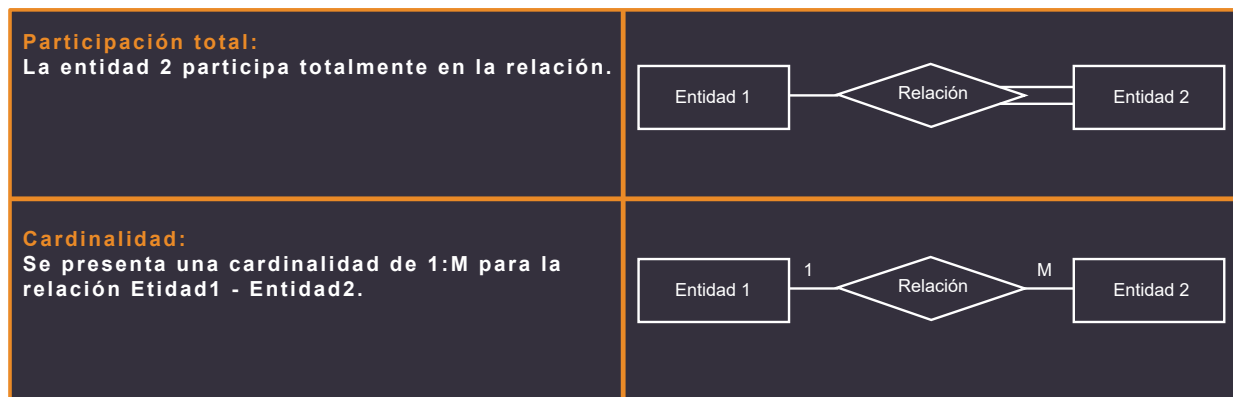 Participación total:
La entidad 2 participa totalmente en la relación.
Entidad 1
Relación
Entidad 2
Cardinalidad:
Se presenta una cardinalidad de 1:M para la
relación Etidad1 - Entidad2.
Entidad 1
1
Relación
M
Entidad 2